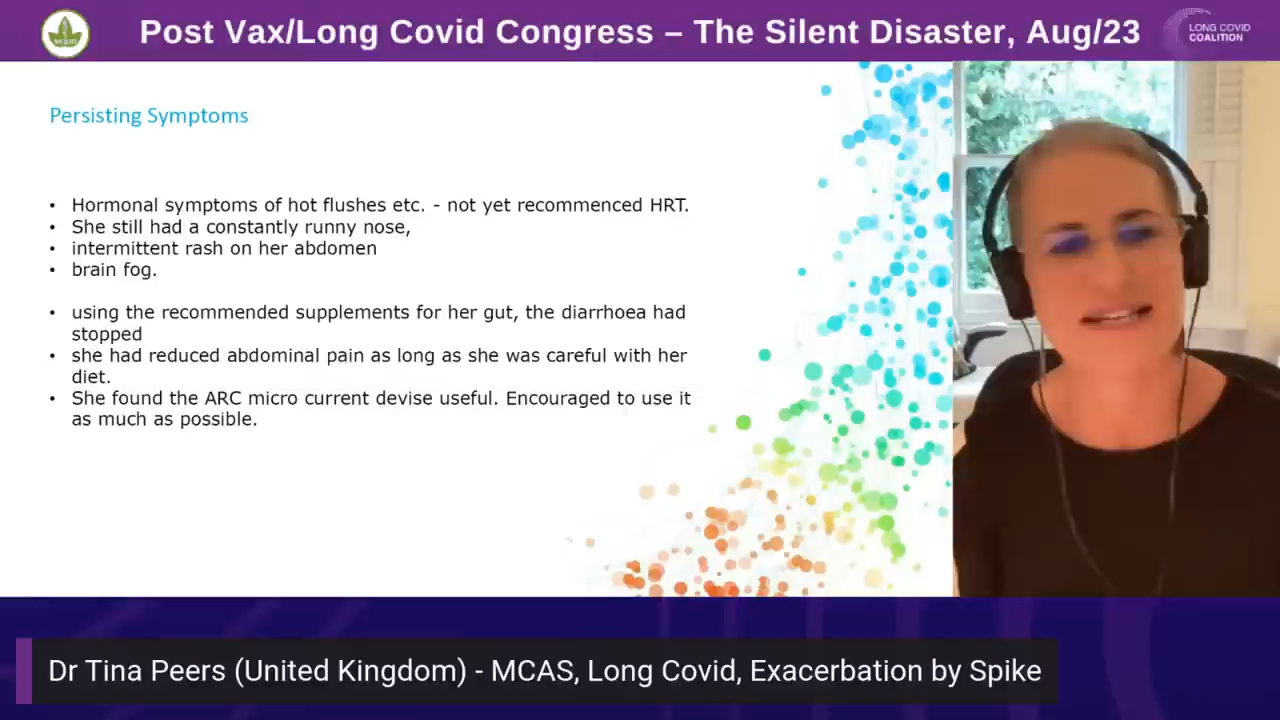 Post Vax/Long Covid Congress – The Silent Disaster, Aug/23
vejon
LONG COVID
COALITION
Persisting Symptoms
• Hormonal symptoms of hot flushes etc. - not yet recommenced HRT.
• She still had a constantly runny nose,
• intermittent rash on her abdomen
• brain fog.
• using the recommended supplements for her gut, the diarrhoea had
stopped
• she had reduced abdominal pain as long as she was careful with her
diet.
• She found the ARC micro current devise useful. Encouraged to use it
as much as possible.
Dr Tina Peers (United Kingdom) - MCAS, Long Covid, Exacerbation by Spike